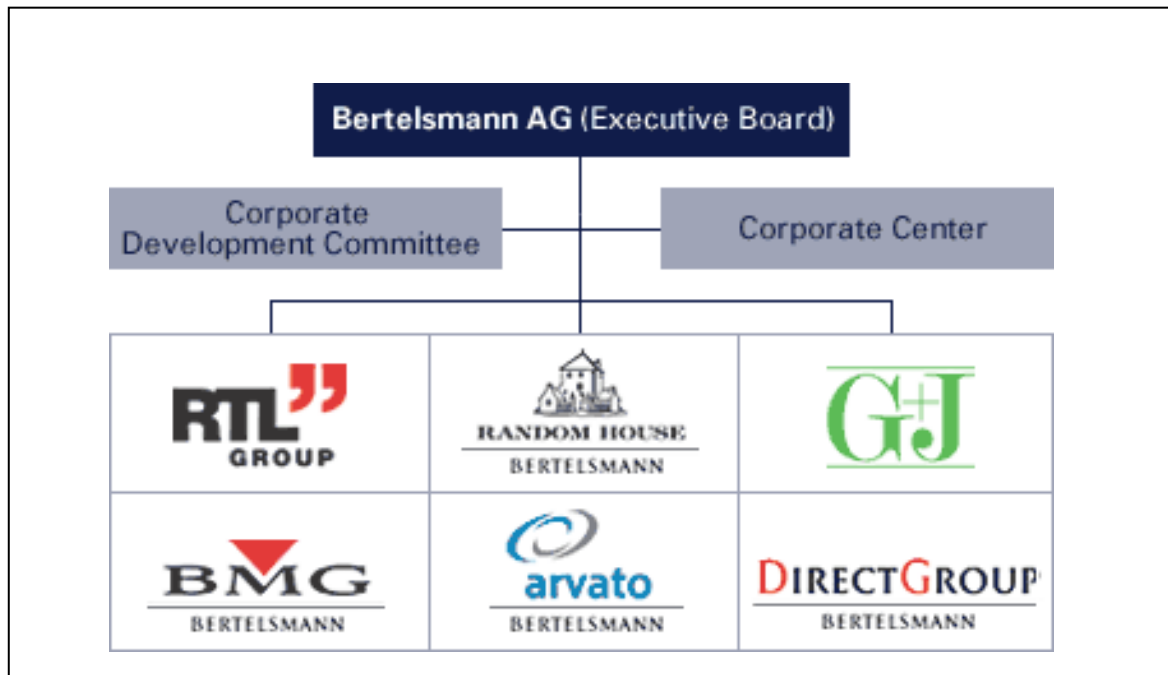 Bertelsmann AG (Executive Board)
Corporate
Development Committee
Corporate Center
RTL
GROUP
RANDOM HOUSE
BERTELSMANN
G+J
BMG
BERTELSMANN
arvato
BERTELSMANN
DIRECTGROUP
BERTELSMANN